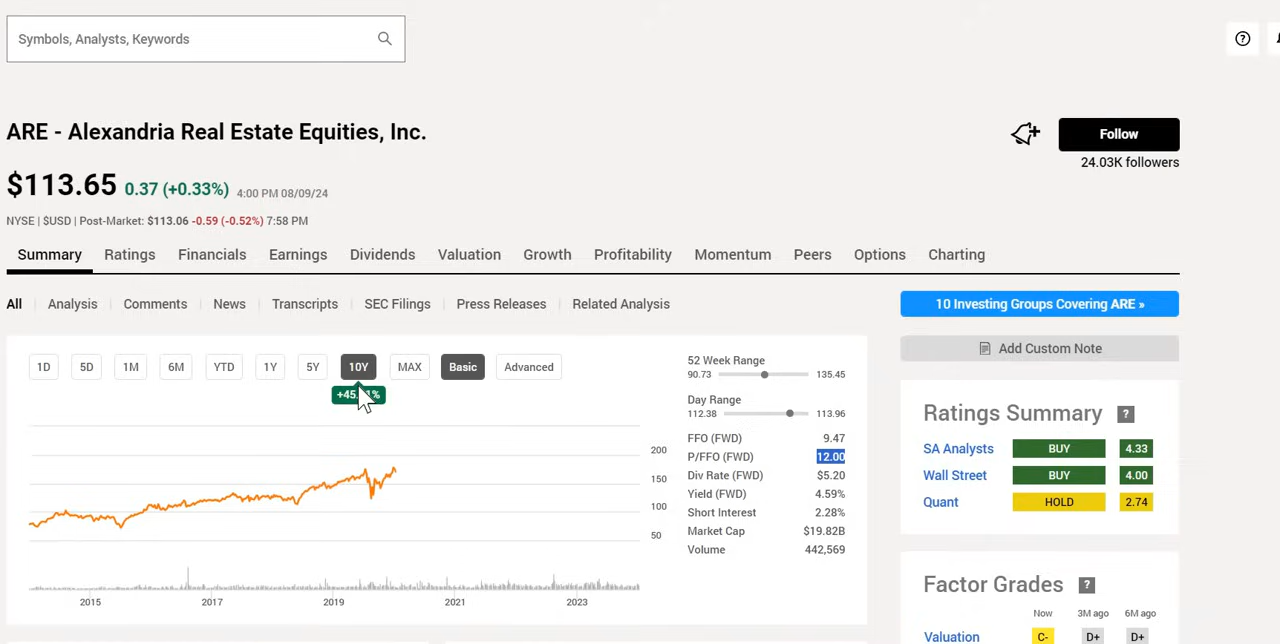 Symbols, Analysts, Keywords
ARE - Alexandria Real Estate Equities, Inc.
Follow
24.03K followers
$113.65 0.37 (+0.33%) 4:00 PM 08/09/24
NYSE | $USD | Post-Market: $113.06 -0.59 (-0.52%) 7:58 PM
Summary Ratings Financials Earnings Dividends Valuation Growth Profitability Momentum Peers Options Charting
All Analysis Comments News Transcripts SEC Filings Press Releases Related Analysis
10 Investing Groups Covering ARE »
Add Custom Note
1D 5D 1M 6M YTD 1Y 5Y 10Y MAX Basic Advanced
200
150
100
50
2015 2017 2019 2021 2023
52 Week Range
90.73 135.45
Day Range
112.38 113.96
FFO (FWD) 9.47
P/FFO (FWD) 12.00
Div Rate (FWD) $5.20
Yield (FWD) 4.59%
Short Interest 2.28%
Market Cap $19.82B
Volume 442,569
Ratings Summary ?
SA Analysts BUY 4.33
Wall Street BUY 4.00
Quant HOLD 2.74
Factor Grades ?
Now 3M ago 6M ago
Valuation C- D+ D+